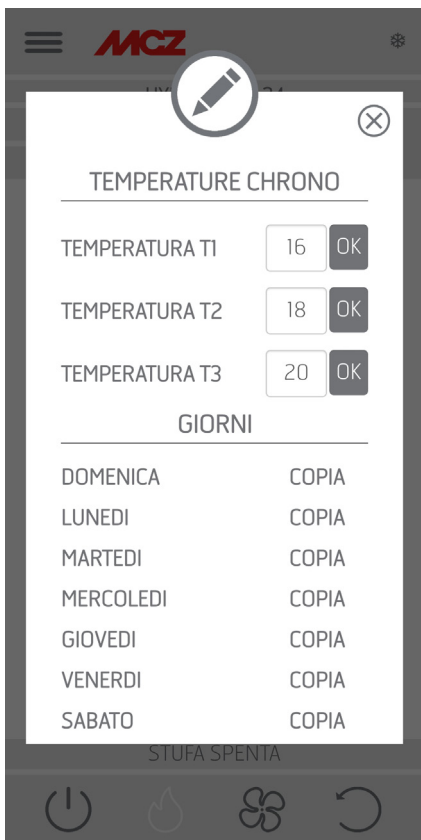 MCZ
TEMPERATURE CHRONO
TEMPERATURA T1 16 OK
TEMPERATURA T2 18 OK
TEMPERATURA T3 20 OK
GIORNI
DOMENICA COPIA
LUNEDI COPIA
MARTEDI COPIA
MERCOLEDI COPIA
GIOVEDI COPIA
VENERDI COPIA
SABATO COPIA
STUFA SPENTA